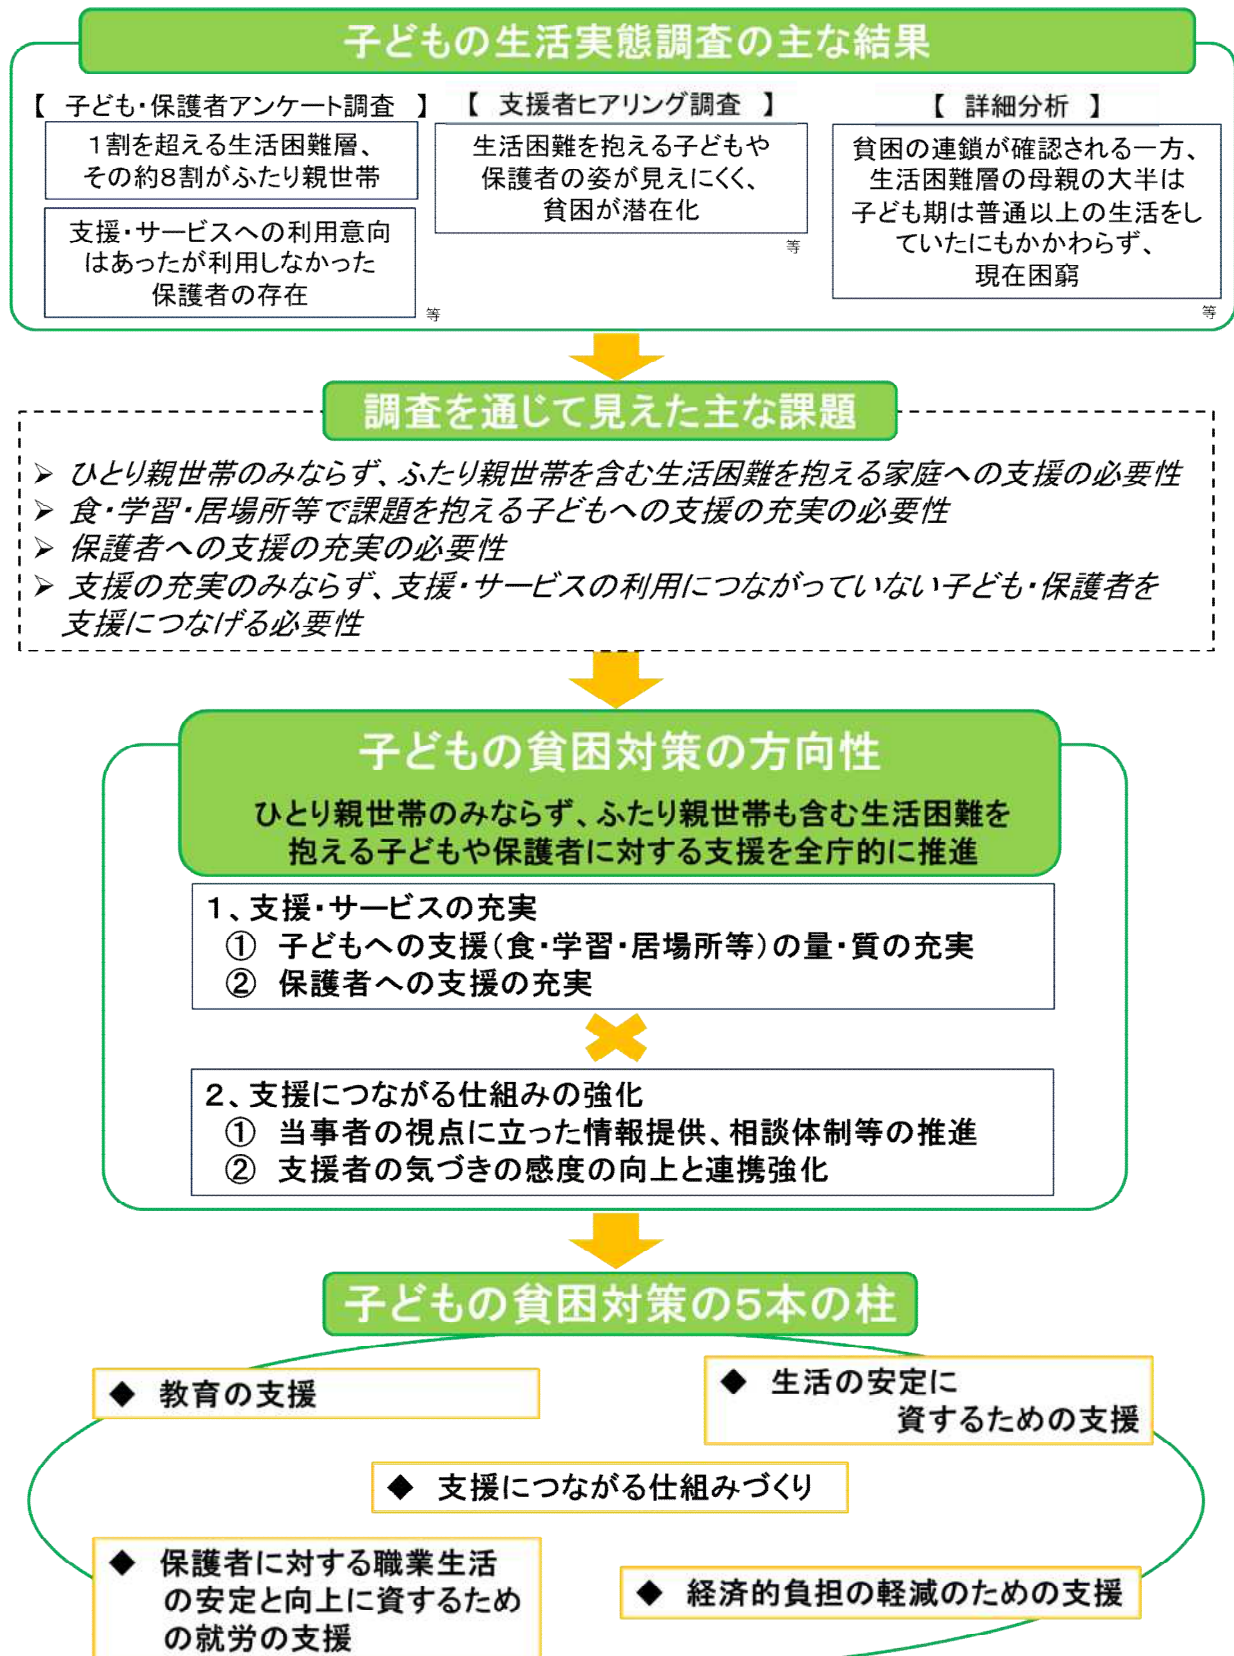 子どもの生活実態調査の主な結果
【 子ども・保護者アンケート調査 】
1割を超える生活困難層、
その約8割がふたり親世帯
支援・サービスへの利用意向
はあったが利用しなかった
保護者の存在
等
【 支援者ヒアリング調査 】
生活困難を抱える子どもや
保護者の姿が見えにくく、
貧困が潜在化
等
【 詳細分析 】
貧困の連鎖が確認される一方、
生活困難層の母親の大半は
子ども期は普通以上の生活をし
ていたにもかかわらず、
現在困窮
等
調査を通じて見えた主な課題
➢ ひとり親世帯のみならず、ふたり親世帯を含む生活困難を抱える家庭への支援の必要性
➢ 食・学習・居場所等で課題を抱える子どもへの支援の充実の必要性
➢ 保護者への支援の充実の必要性
➢ 支援の充実のみならず、支援・サービスの利用につながっていない子ども・保護者を
支援につなげる必要性
子どもの貧困対策の方向性
ひとり親世帯のみならず、ふたり親世帯も含む生活困難を
抱える子どもや保護者に対する支援を全庁的に推進
1、支援・サービスの充実
① 子どもへの支援(食・学習・居場所等)の量・質の充実
② 保護者への支援の充実
2、支援につながる仕組みの強化
① 当事者の視点に立った情報提供、相談体制等の推進
② 支援者の気づきの感度の向上と連携強化
子どもの貧困対策の5本の柱
◆ 教育の支援
◆ 生活の安定に
資するための支援
◆ 支援につながる仕組みづくり
◆ 保護者に対する職業生活
の安定と向上に資するため
の就労の支援
◆ 経済的負担の軽減のための支援